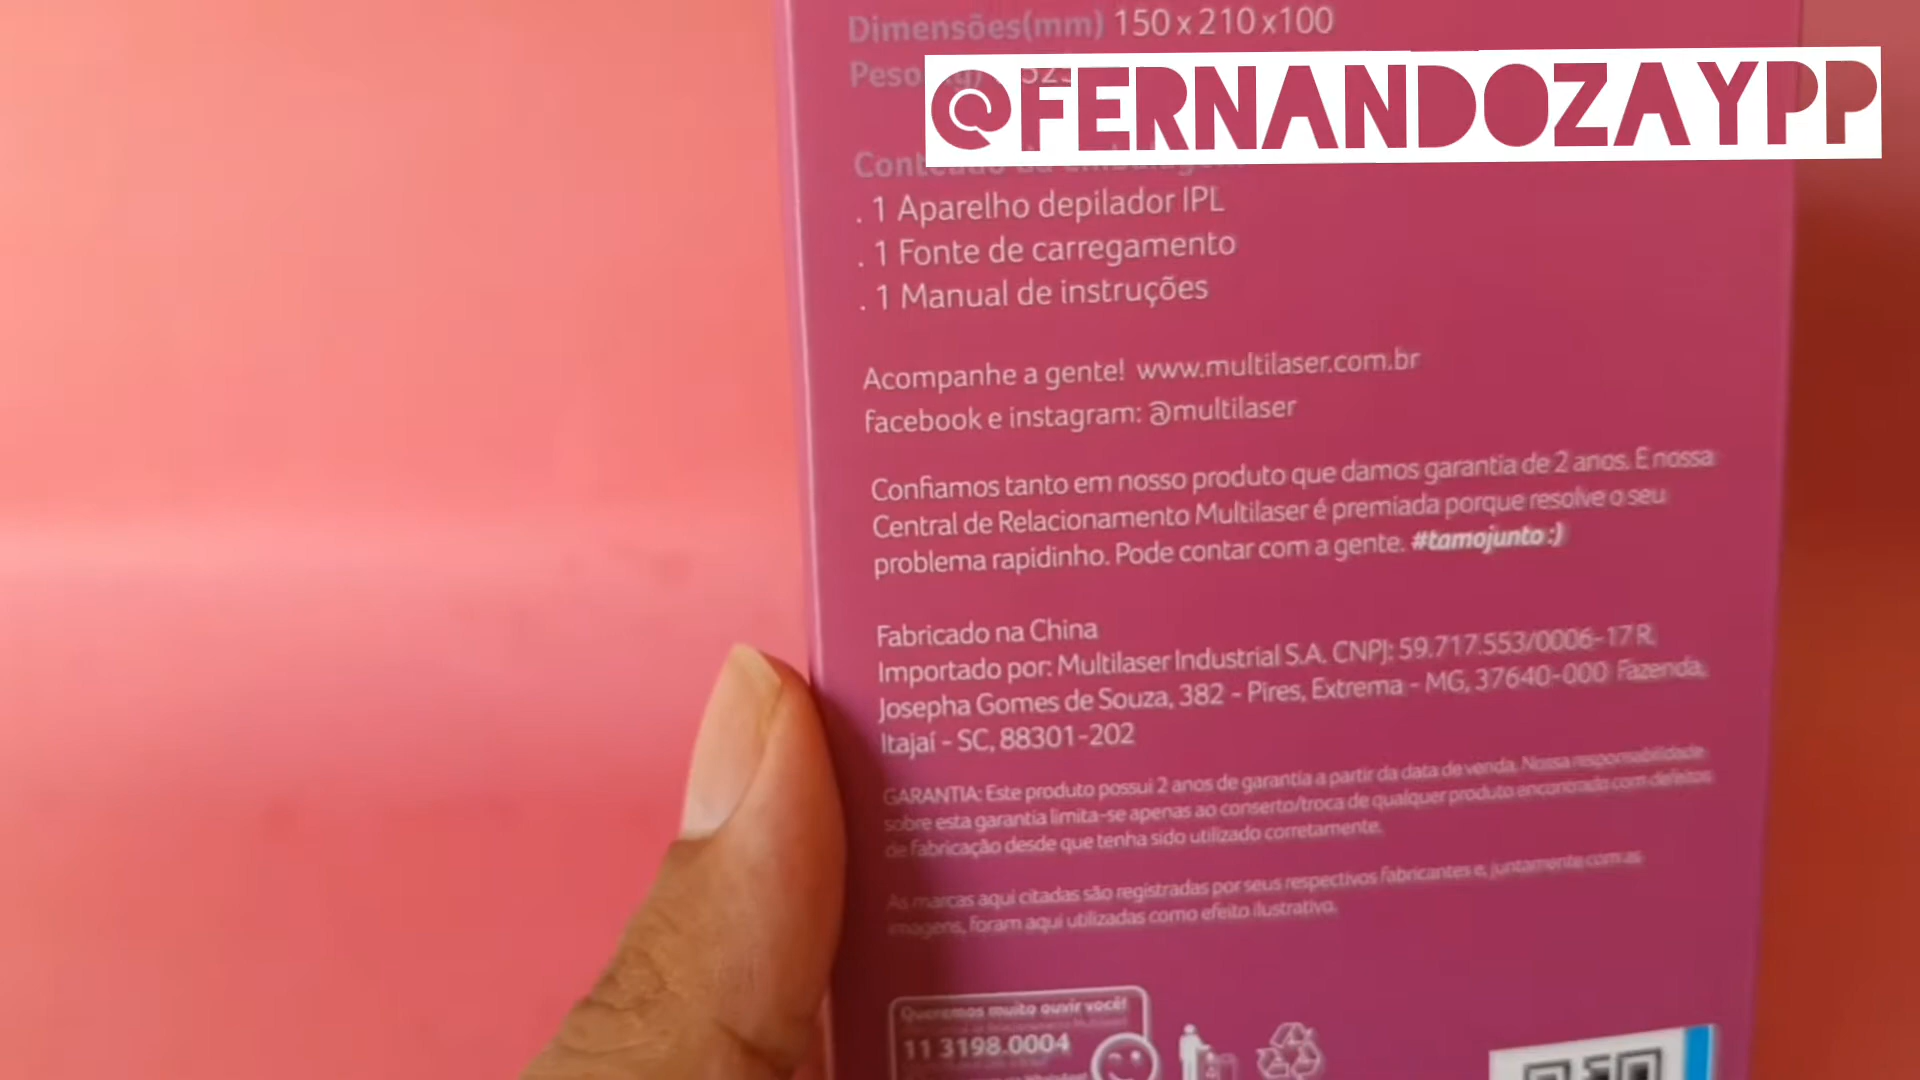 Dimensões(mm) 150 x 210 x100
Peso
@FERNANDOZAYPP
. 1 Aparelho depilador IPL
. 1 Fonte de carregamento
. 1 Manual de instruções
Acompanhe a gente! www.multilaser.com.br
facebook e instagram: @multilaser
Confiamos tanto em nosso produto que damos garantia de 2 anos. E nossa
Central de Relacionamento Multilaser é premiada porque resolve o seu
problema rapidinho. Pode contar com a gente. #tamojunto :)
Fabricado na China
Importado por: Multilaser Industrial S.A. CNPJ: 59.717.553/0006-17 R.
Josepha Gomes de Souza, 382 - Pires, Extrema - MG, 37640-000 Fazenda,
Itajaí - SC, 88301-202
GARANTIA: Este produto possui 2 anos de garantia a partir da data de venda. Nossa responsabilidade
sobre esta garantia limita-se apenas ao conserto/troca de qualquer produto encontrado com defeitos
de fabricação desde que tenha sido utilizado corretamente.
As marcas aqui citadas são registradas por seus respectivos fabricantes e, juntamente com as
imagens, foram aqui utilizadas como efeito ilustrativo.
Queremos muito ouvir você!
11 3198.0004